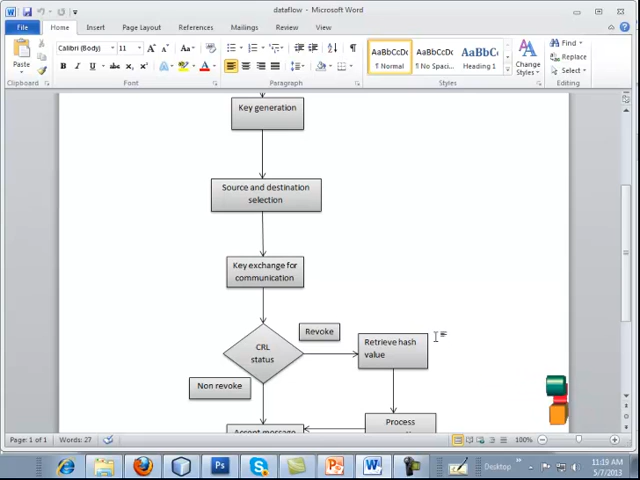 dataflow - Microsoft Word
File Home Insert Page Layout References Mailings Review View
Calibri (Body) 11
AaBbCcDc AaBbCcDc AaBbC
Paste
¶ Normal ¶ No Spaci... Heading 1
Change
Styles
Find
Replace
Select
Clipboard Font Paragraph Styles Editing
Key generation
Source and destination
selection
Key exchange for
communication
Revoke
CRL
status
Retrieve hash
value
Non revoke
Process
Accept message
Page: 1 of 1 Words: 27 100%
Desktop
11:19 AM
5/7/2013